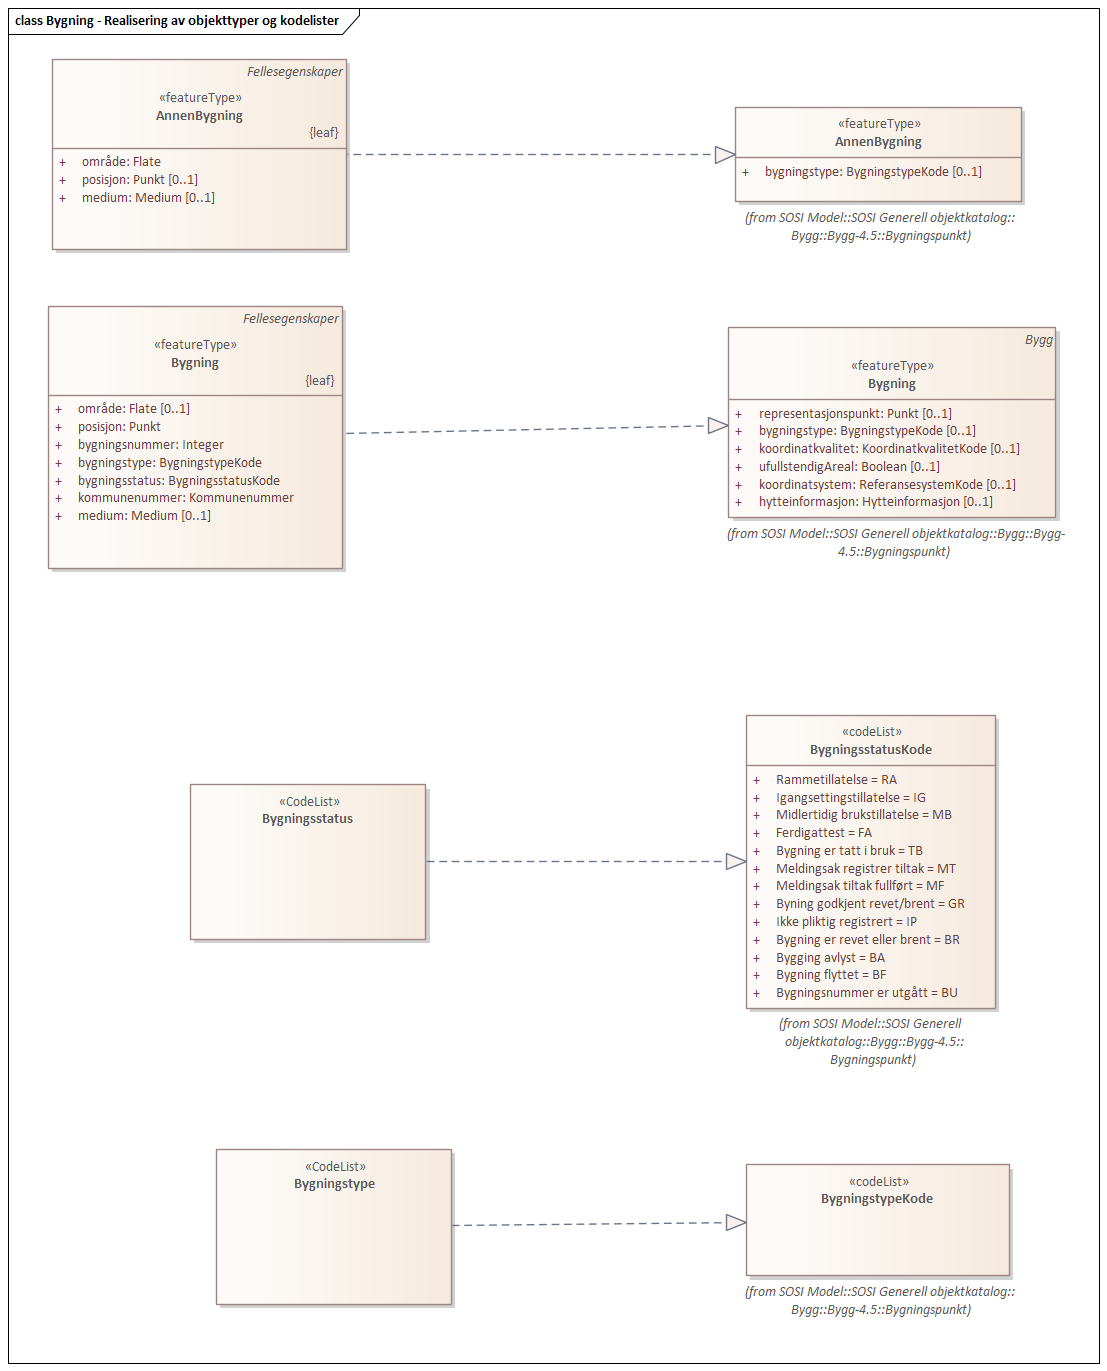 class Bygning - Realisering av objekttyper og kodelister
Fellesegenskaper
«featureType»
AnnenBygning
{leaf}
+ område: Flate
+ posisjon: Punkt [0..1]
+ medium: Medium [0..1]
«featureType»
AnnenBygning
+ bygningstype: BygningstypeKode [0..1]
(from SOSI Model::SOSI Generell objektkatalog::
Bygg::Bygg-4.5::Bygningspunkt)
Fellesegenskaper
«featureType»
Bygning
{leaf}
+ område: Flate [0..1]
+ posisjon: Punkt
+ bygningsnummer: Integer
+ bygningstype: BygningstypeKode
+ bygningsstatus: BygningsstatusKode
+ kommunenummer: Kommunenummer
+ medium: Medium [0..1]
Bygg
«featureType»
Bygning
+ representasjonspunkt: Punkt [0..1]
+ bygningstype: BygningstypeKode [0..1]
+ koordinatkvalitet: KoordinatkvalitetKode [0..1]
+ ufullstendigAreal: Boolean [0..1]
+ koordinatsystem: ReferansesystemKode [0..1]
+ hytteinformasjon: Hytteinformasjon [0..1]
(from SOSI Model::SOSI Generell objektkatalog::Bygg::Bygg-
4.5::Bygningspunkt)
«CodeList»
Bygningsstatus
«codeList»
BygningsstatusKode
+ Rammetillatelse = RA
+ Igangsettingstillatelse = IG
+ Midlertidig brukstillatelse = MB
+ Ferdigattest = FA
+ Bygning er tatt i bruk = TB
+ Meldingsak registrer tiltak = MT
+ Meldingsak tiltak fullført = MF
+ Byning godkjent revet/brent = GR
+ Ikke pliktig registrert = IP
+ Bygning er revet eller brent = BR
+ Bygging avlyst = BA
+ Bygning flyttet = BF
+ Bygningsnummer er utgått = BU
(from SOSI Model::SOSI Generell
objektkatalog::Bygg::Bygg-4.5::
Bygningspunkt)
«CodeList»
Bygningstype
«codeList»
BygningstypeKode
(from SOSI Model::SOSI Generell objektkatalog::
Bygg::Bygg-4.5::Bygningspunkt)